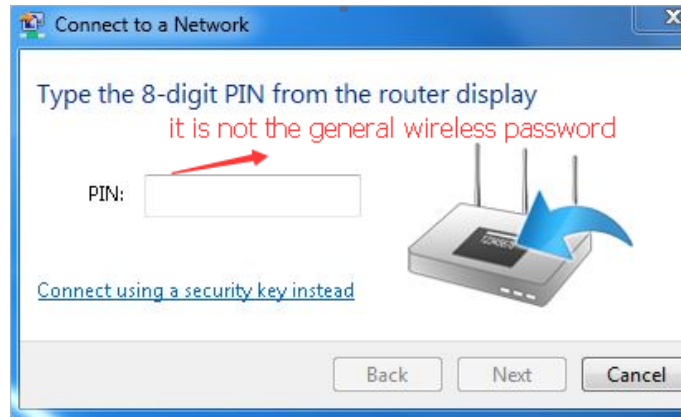 Connect to a Network
Type the 8-digit PIN from the router display
it is not the general wireless password
PIN:
12345670
Connect using a security key instead
Back
Next
Cancel